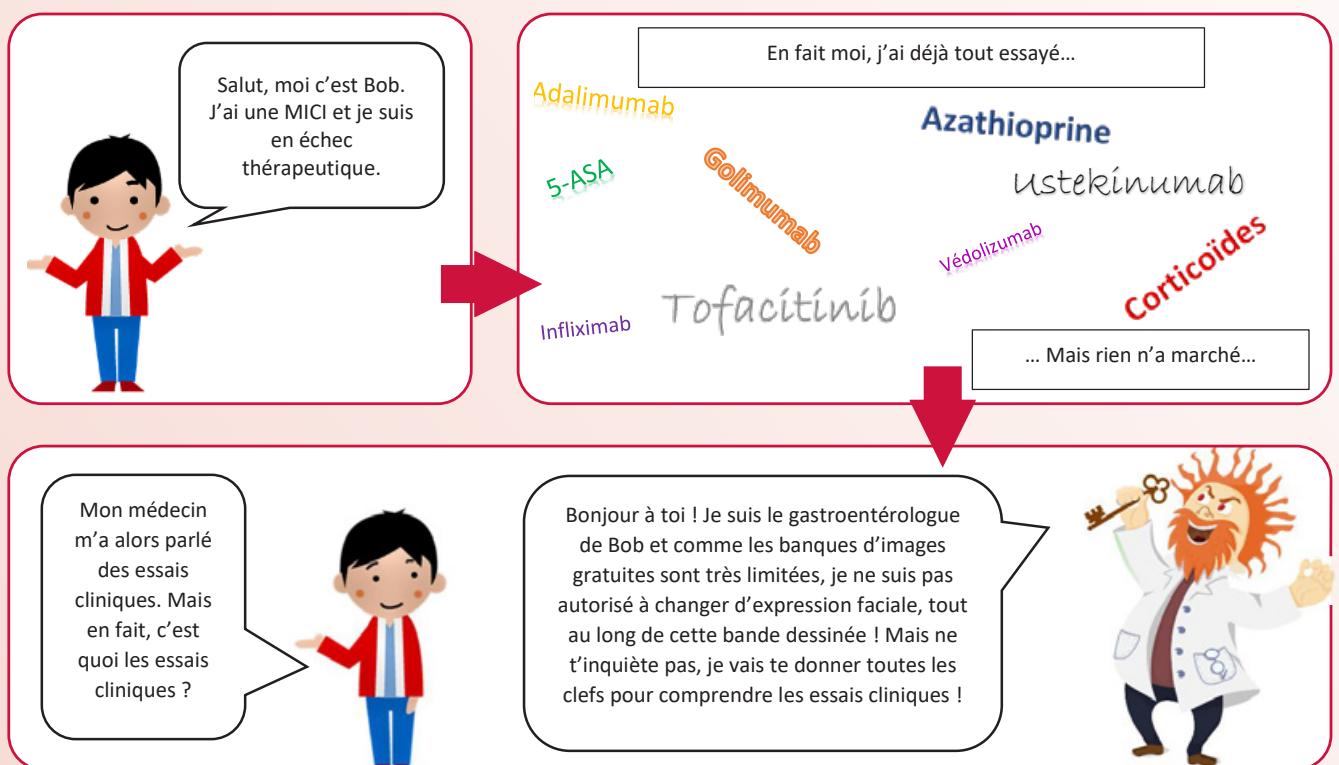 Salut, moi c'est Bob.
J'ai une MICI et je suis
en échec
thérapeutique.
En fait moi, j'ai déjà tout essayé…
Adalimumab
Azathioprine
5-ASA
Golimumab
Ustekinumab
Védolizumab
Corticoïdes
Tofacitinib
Infliximab
… Mais rien n'a marché…
Mon médecin
m'a alors parlé
des essais
cliniques. Mais
en fait, c'est
quoi les essais
cliniques ?
Bonjour à toi ! Je suis le gastroentérologue
de Bob et comme les banques d'images
gratuites sont très limitées, je ne suis pas
autorisé à changer d'expression faciale, tout
au long de cette bande dessinée ! Mais ne
t'inquiète pas, je vais te donner toutes les
clefs pour comprendre les essais cliniques !